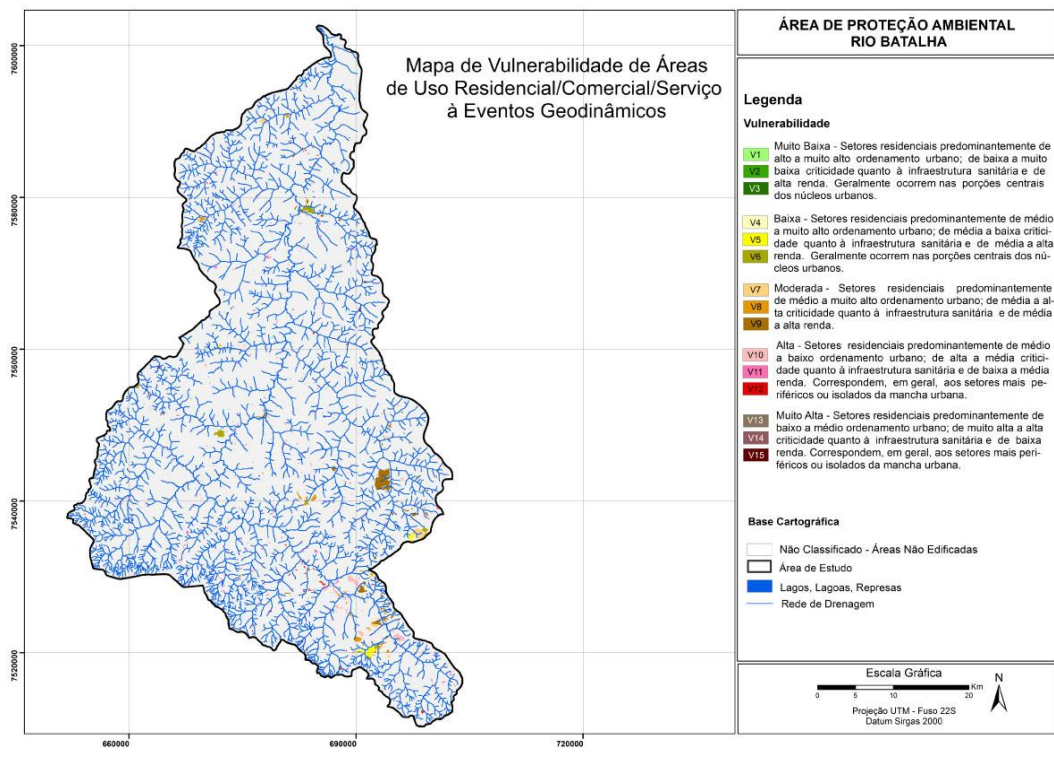 Mapa de Vulnerabilidade de Áreas
de Uso Residencial/Comercial/Serviço
à Eventos Geodinâmicos
7600000
7580000
7560000
7540000
7520000
660000
690000
720000
ÁREA DE PROTEÇÃO AMBIENTAL
RIO BATALHA
Legenda
Vulnerabilidade
V1
V2
V3
Muito Baixa - Setores residenciais predominantemente de
alto a muito alto ordenamento urbano; de baixa a muito
baixa criticidade quanto à infraestrutura sanitária e de
alta renda. Geralmente ocorrem nas porções centrais
dos núcleos urbanos.
V4
V5
V6
Baixa - Setores residenciais predominantemente de médio
a muito alto ordenamento urbano; de média a baixa critici-
dade quanto à infraestrutura sanitária e de média a alta
renda. Geralmente ocorrem nas porções centrais dos nú-
cleos urbanos.
V7
V8
V9
Moderada - Setores residenciais predominantemente
de médio a muito alto ordenamento urbano; de média a al-
ta criticidade quanto à infraestrutura sanitária e de média
a alta renda.
V10
V11
V12
Alta - Setores residenciais predominantemente de médio
a baixo ordenamento urbano; de alta a média critici-
dade quanto à infraestrutura sanitária e de baixa a média
renda. Correspondem, em geral, aos setores mais pe-
riféricos ou isolados da mancha urbana.
V13
V14
V15
Muito Alta - Setores residenciais predominantemente de
baixo a médio ordenamento urbano; de muito alta a alta
criticidade quanto à infraestrutura sanitária e de baixa
renda. Correspondem, em geral, aos setores mais peri-
féricos ou isolados da mancha urbana.
Base Cartográfica
Não Classificado - Áreas Não Edificadas
Área de Estudo
Lagos, Lagoas, Represas
Rede de Drenagem
Escala Gráfica
0 5 10 20 Km
N
Projeção UTM - Fuso 22S
Datum Sirgas 2000